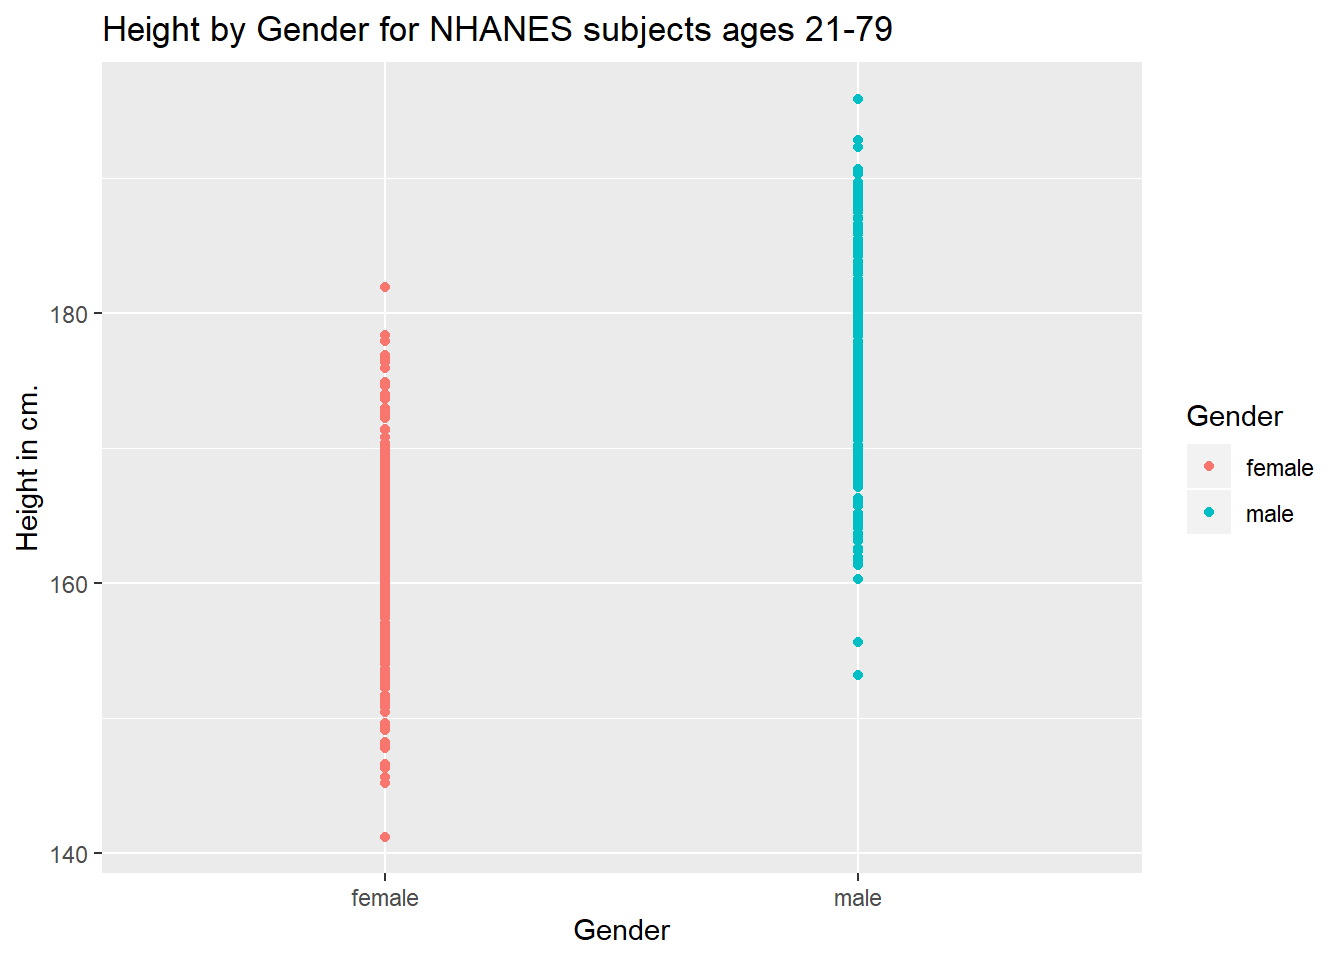 Height by Gender for NHANES subjects ages 21-79
Height in cm.
180
160
140
female
male
Gender
Gender
female
male